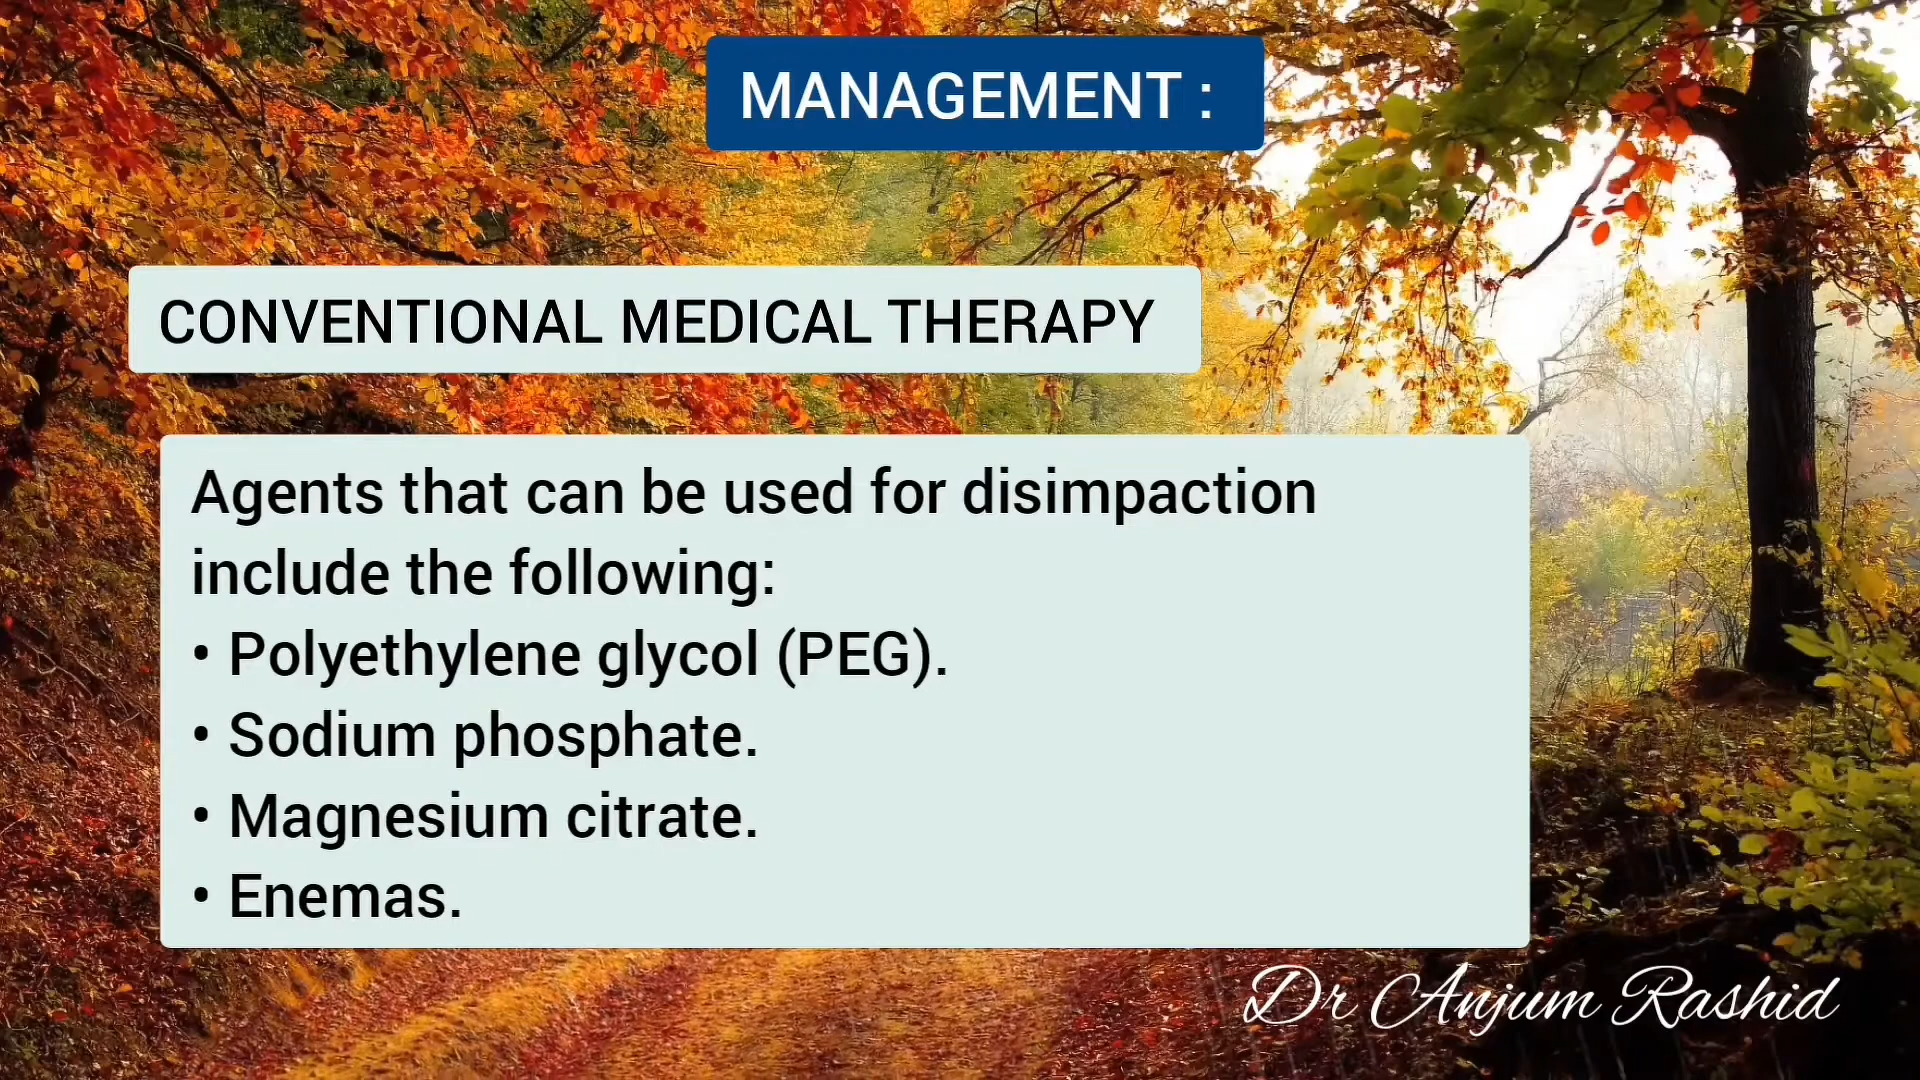 MANAGEMENT :
CONVENTIONAL MEDICAL THERAPY
Agents that can be used for disimpaction
include the following:
• Polyethylene glycol (PEG).
• Sodium phosphate.
• Magnesium citrate.
• Enemas.
Dr Anjum Rashid